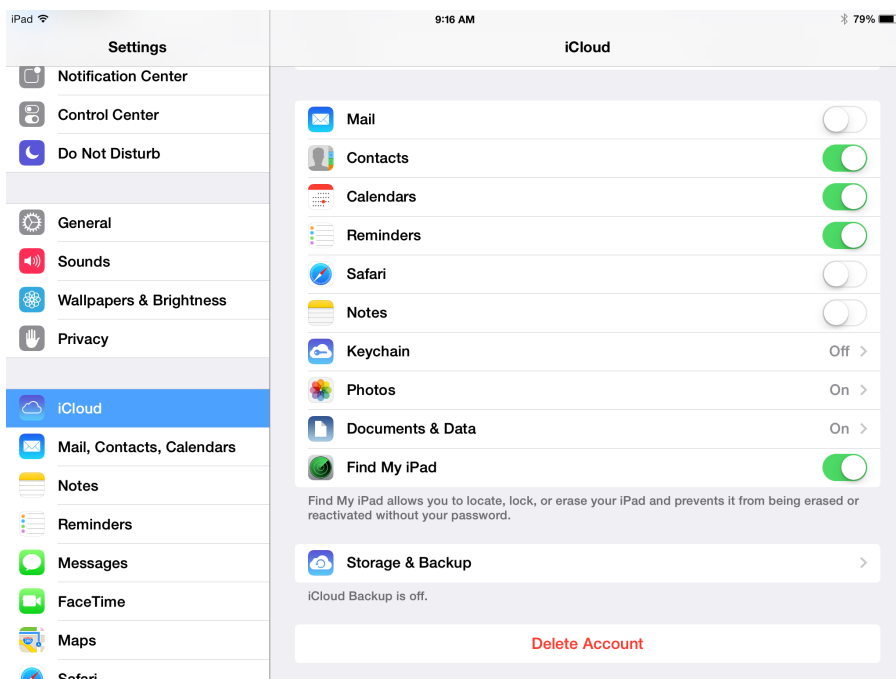 iPad
9:16 AM
79%
Settings
Notification Center
Control Center
Do Not Disturb
General
Sounds
Wallpapers & Brightness
Privacy
iCloud
Mail, Contacts, Calendars
Notes
Reminders
Messages
FaceTime
Maps
Safari
iCloud
Mail
Contacts
Calendars
Reminders
Safari
Notes
Keychain Off
Photos On
Documents & Data On
Find My iPad
Find My iPad allows you to locate, lock, or erase your iPad and prevents it from being erased or
reactivated without your password.
Storage & Backup
iCloud Backup is off.
Delete Account